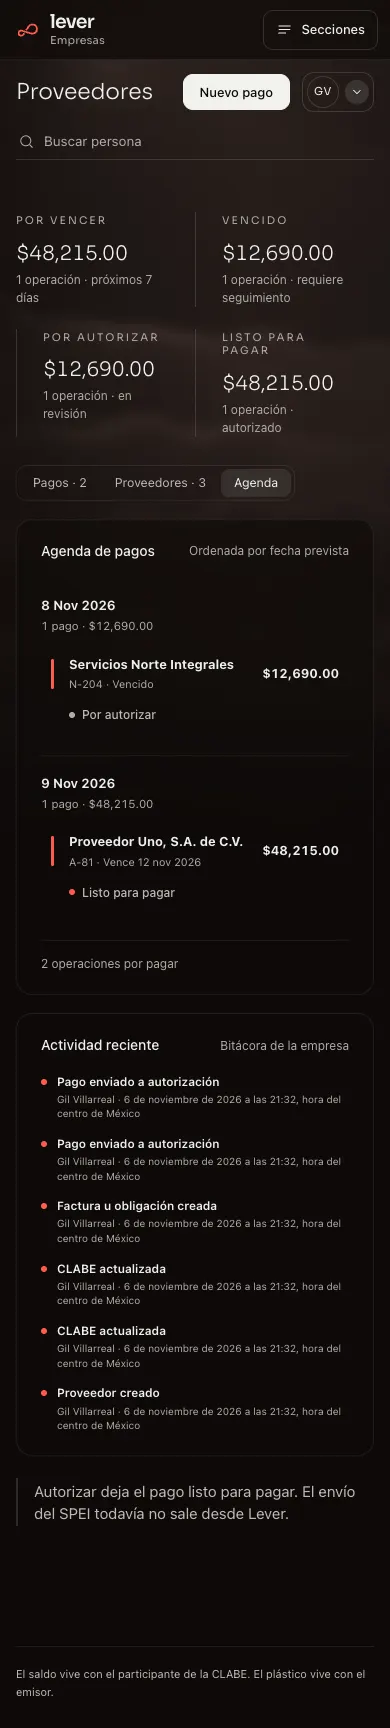 lever
Empresas
Secciones
Proveedores
Nuevo pago
GV
Buscar persona
POR VENCER
$48,215.00
1 operación · próximos 7
días
VENCIDO
$12,690.00
1 operación · requiere
seguimiento
POR AUTORIZAR
$12,690.00
1 operación · en
revisión
LISTO PARA
PAGAR
$48,215.00
1 operación ·
autorizado
Pagos · 2
Proveedores · 3
Agenda
Agenda de pagos
Ordenada por fecha prevista
8 Nov 2026
1 pago · $12,690.00
Servicios Norte Integrales
$12,690.00
N-204 · Vencido
Por autorizar
9 Nov 2026
1 pago · $48,215.00
Proveedor Uno, S.A. de C.V.
$48,215.00
A-81 · Vence 12 nov 2026
Listo para pagar
2 operaciones por pagar
Actividad reciente
Bitácora de la empresa
Pago enviado a autorización
Gil Villarreal · 6 de noviembre de 2026 a las 21:32, hora del
centro de México
Pago enviado a autorización
Gil Villarreal · 6 de noviembre de 2026 a las 21:32, hora del
centro de México
Factura u obligación creada
Gil Villarreal · 6 de noviembre de 2026 a las 21:32, hora del
centro de México
CLABE actualizada
Gil Villarreal · 6 de noviembre de 2026 a las 21:32, hora del
centro de México
CLABE actualizada
Gil Villarreal · 6 de noviembre de 2026 a las 21:32, hora del
centro de México
Proveedor creado
Gil Villarreal · 6 de noviembre de 2026 a las 21:32, hora del
centro de México
Autorizar deja el pago listo para pagar. El envío
del SPEI todavía no sale desde Lever.
El saldo vive con el participante de la CLABE. El plástico vive con el
emisor.